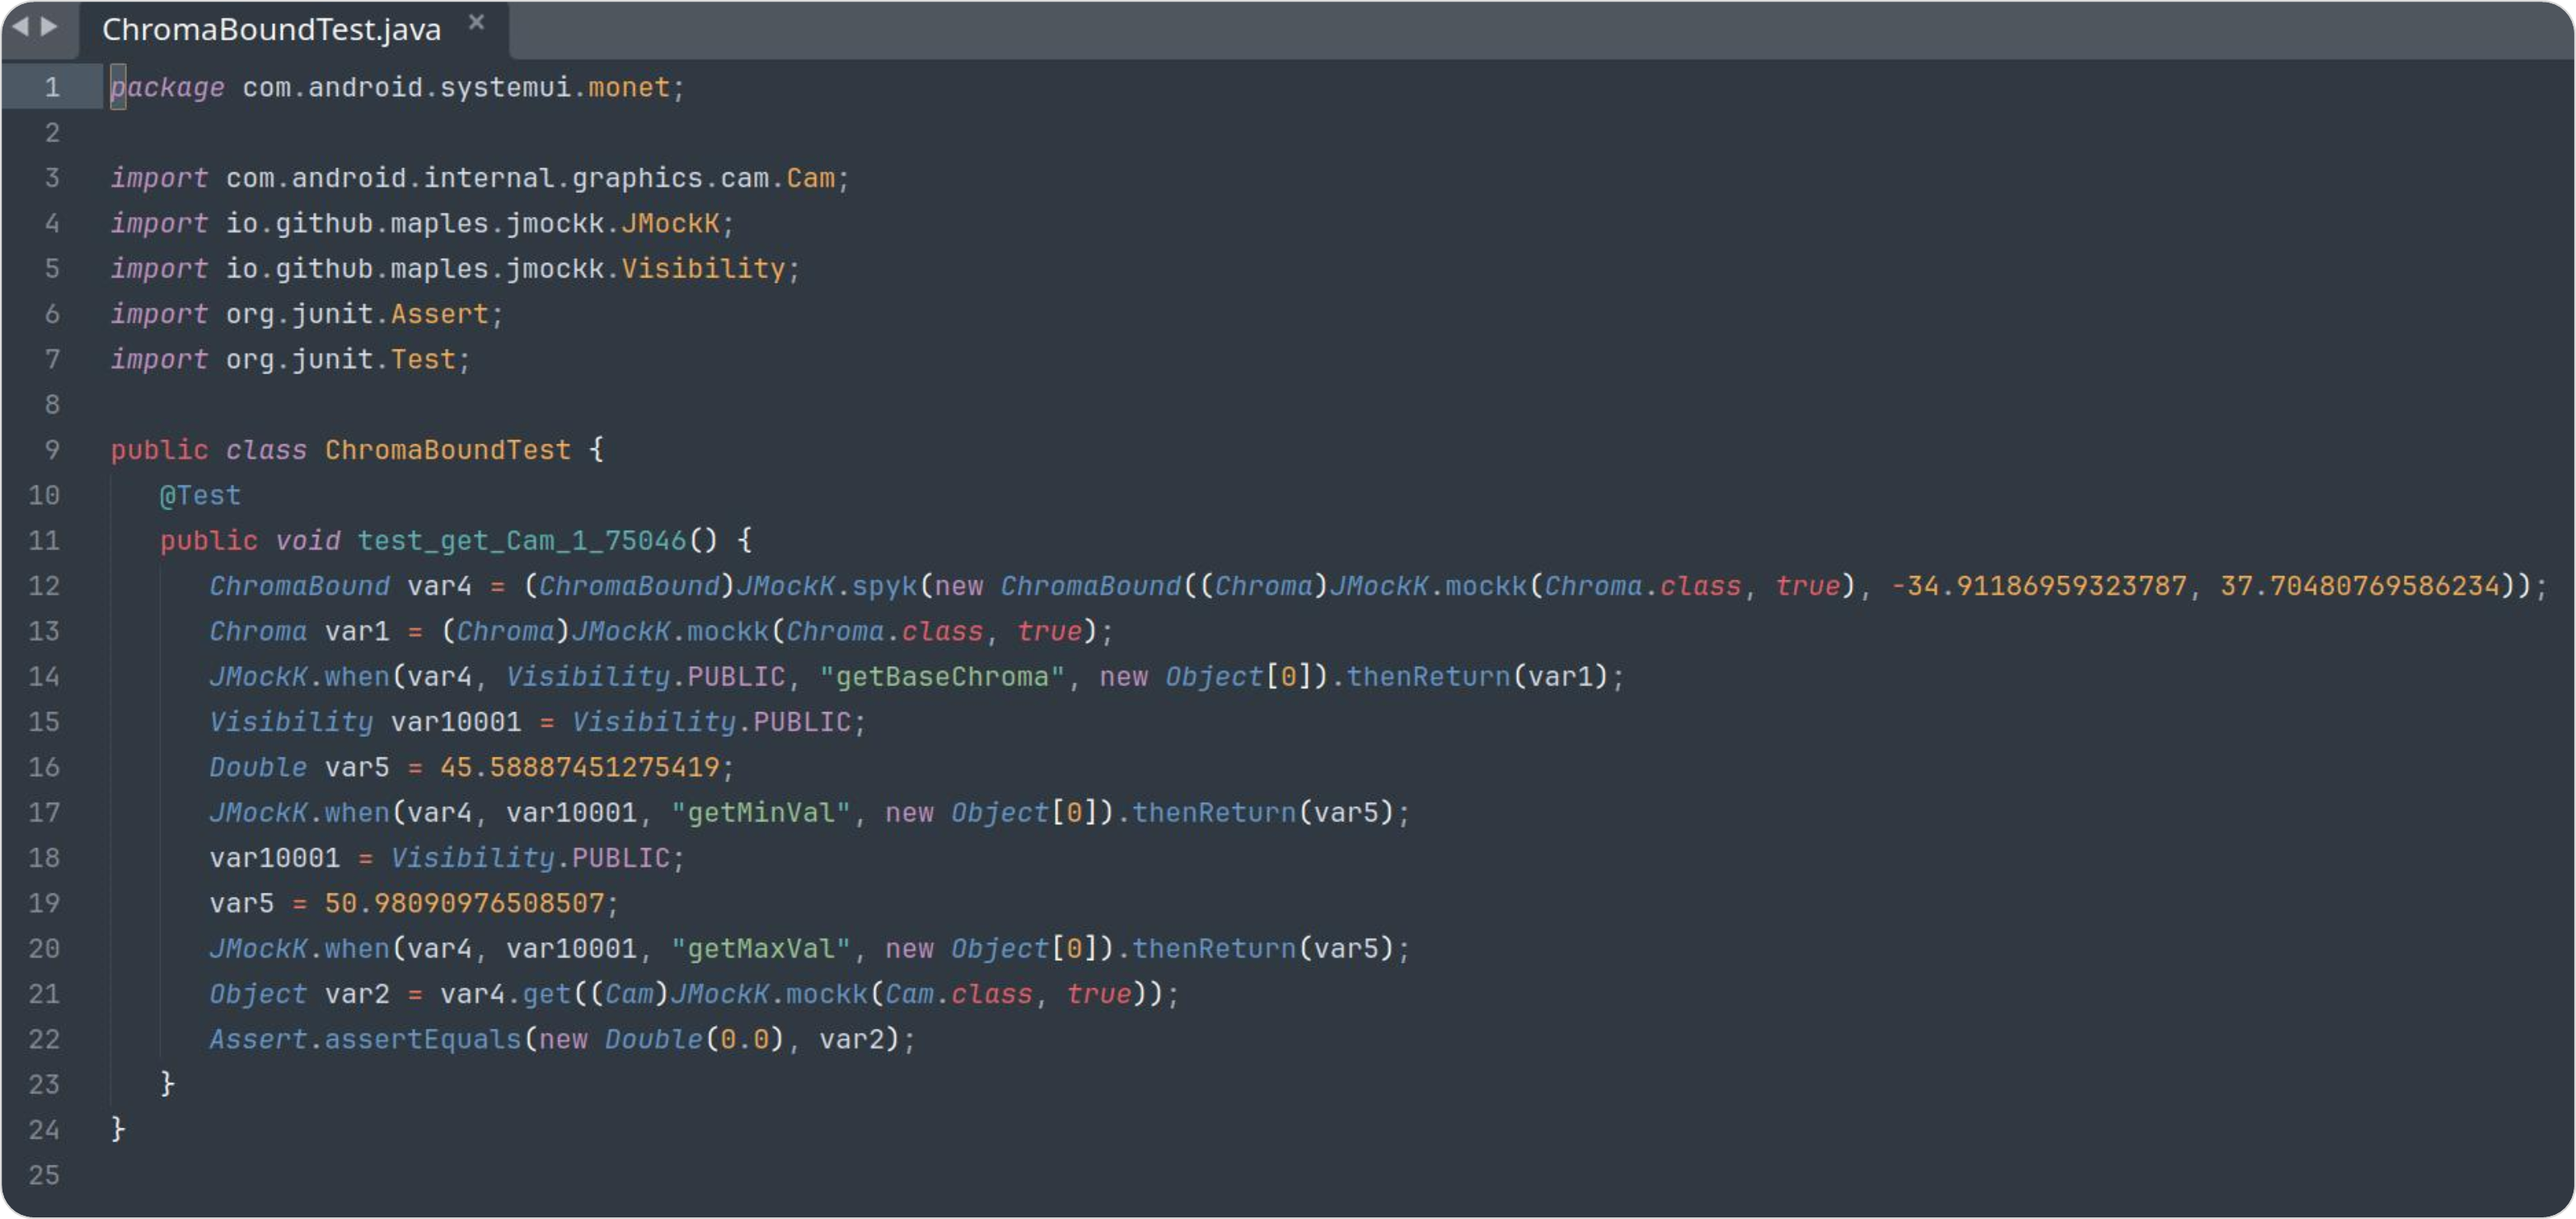 ChromaBoundTest.java ×
1 package com.android.systemui.monet;
2
3 import com.android.internal.graphics.cam.Cam;
4 import io.github.maples.jmockk.JMockK;
5 import io.github.maples.jmockk.Visibility;
6 import org.junit.Assert;
7 import org.junit.Test;
8
9 public class ChromaBoundTest {
10 @Test
11 public void test_get_Cam_1_75046() {
12 ChromaBound var4 = (ChromaBound)JMockK.spyk(new ChromaBound((Chroma)JMockK.mockk(Chroma.class, true), -34.91186959323787, 37.70480769586234));
13 Chroma var1 = (Chroma)JMockK.mockk(Chroma.class, true);
14 JMockK.when(var4, Visibility.PUBLIC, "getBaseChroma", new Object[0]).thenReturn(var1);
15 Visibility var10001 = Visibility.PUBLIC;
16 Double var5 = 45.58887451275419;
17 JMockK.when(var4, var10001, "getMinVal", new Object[0]).thenReturn(var5);
18 var10001 = Visibility.PUBLIC;
19 var5 = 50.98090976508507;
20 JMockK.when(var4, var10001, "getMaxVal", new Object[0]).thenReturn(var5);
21 Object var2 = var4.get((Cam)JMockK.mockk(Cam.class, true));
22 Assert.assertEquals(new Double(0.0), var2);
23 }
24 }
25